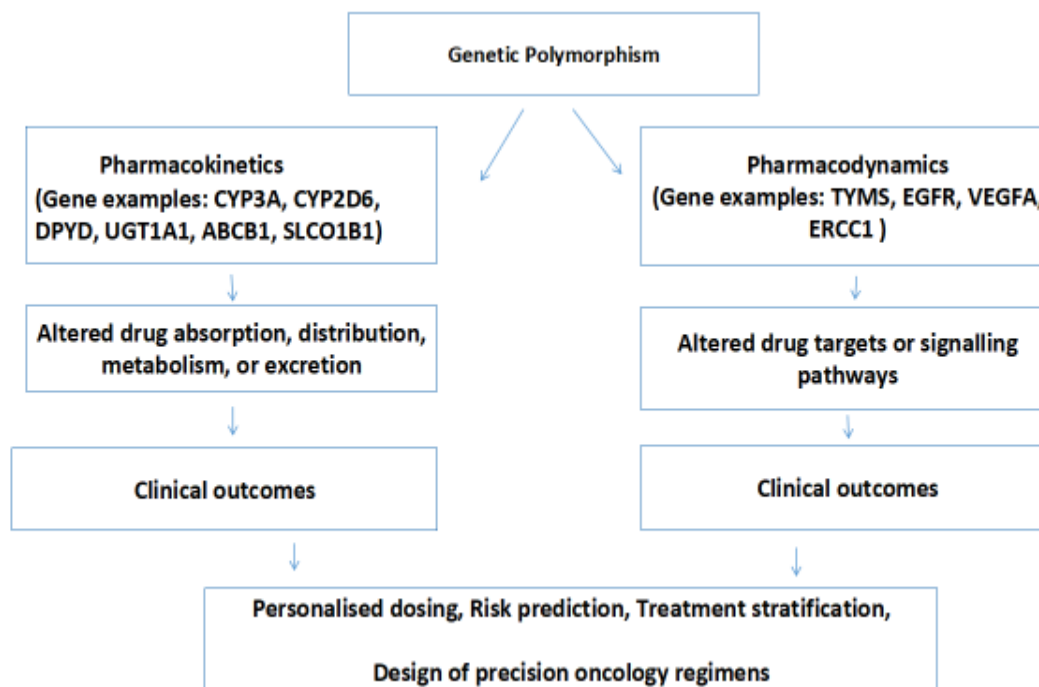 Genetic Polymorphism
Pharmacokinetics
(Gene examples: CYP3A, CYP2D6,
DPYD, UGT1A1, ABCB1, SLCO1B1)
Pharmacodynamics
(Gene examples: TYMS, EGFR, VEGFA,
ERCC1 )
Altered drug absorption, distribution,
metabolism, or excretion
Altered drug targets or signalling
pathways
Clinical outcomes
Clinical outcomes
Personalised dosing, Risk prediction, Treatment stratification,
Design of precision oncology regimens